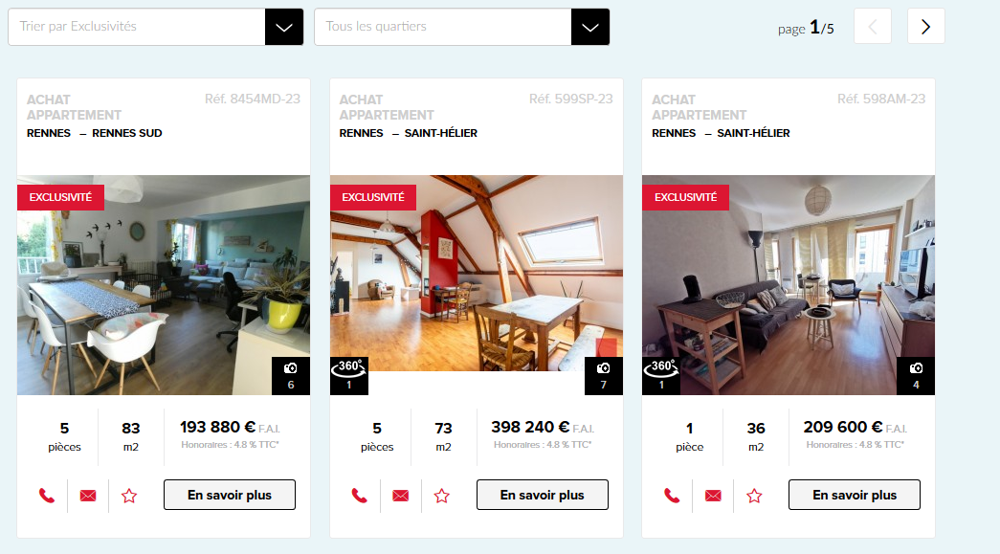 Trier par Exclusivités
Tous les quartiers
page 1/5
ACHAT
APPARTEMENT
Réf. 8454MD-23
RENNES – RENNES SUD
EXCLUSIVITÉ
6
5
pièces
83
m2
193 880 € F.A.I.
Honoraires : 4.8 % TTC*
En savoir plus
ACHAT
APPARTEMENT
Réf. 599SP-23
RENNES – SAINT-HÉLIER
EXCLUSIVITÉ
360°
1
7
5
pièces
73
m2
398 240 € F.A.I.
Honoraires : 4.8 % TTC*
En savoir plus
ACHAT
APPARTEMENT
Réf. 598AM-23
RENNES – SAINT-HÉLIER
EXCLUSIVITÉ
360°
1
4
1
pièce
36
m2
209 600 € F.A.I.
Honoraires : 4.8 % TTC*
En savoir plus